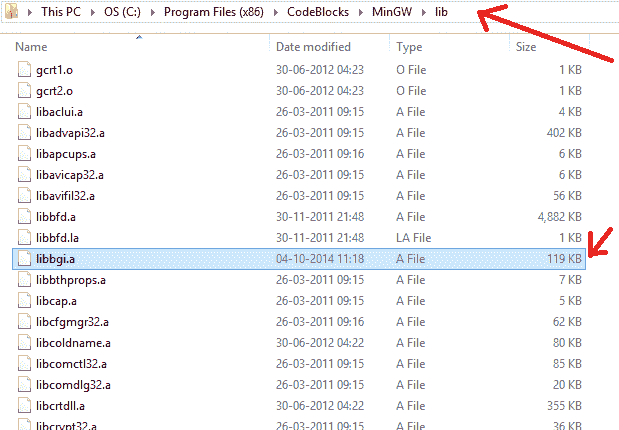 This PC OS (C:) Program Files (x86) CodeBlocks MinGW lib
Name Date modified Type Size
gcrt1.o 30-06-2012 04:23 O File 1 KB
gcrt2.o 30-06-2012 04:23 O File 1 KB
libaclui.a 26-03-2011 09:15 A File 4 KB
libadvapi32.a 26-03-2011 09:15 A File 402 KB
libapcups.a 26-03-2011 09:16 A File 6 KB
libavicap32.a 26-03-2011 09:15 A File 6 KB
libavifil32.a 26-03-2011 09:15 A File 56 KB
libbfd.a 30-11-2011 21:48 A File 4,882 KB
libbfd.la 30-11-2011 21:48 LA File 1 KB
libbgi.a 04-10-2014 11:18 A File 119 KB
libbthprops.a 26-03-2011 09:15 A File 7 KB
libcap.a 26-03-2011 09:15 A File 5 KB
libcfgmgr32.a 26-03-2011 09:16 A File 62 KB
libcoldname.a 30-06-2012 04:22 A File 80 KB
libcomctl32.a 26-03-2011 09:15 A File 85 KB
libcomdlg32.a 26-03-2011 09:15 A File 20 KB
libcrtdll.a 30-06-2012 04:22 A File 355 KB
libcrypt32.a 26-03-2011 09:15 A File 36 KB